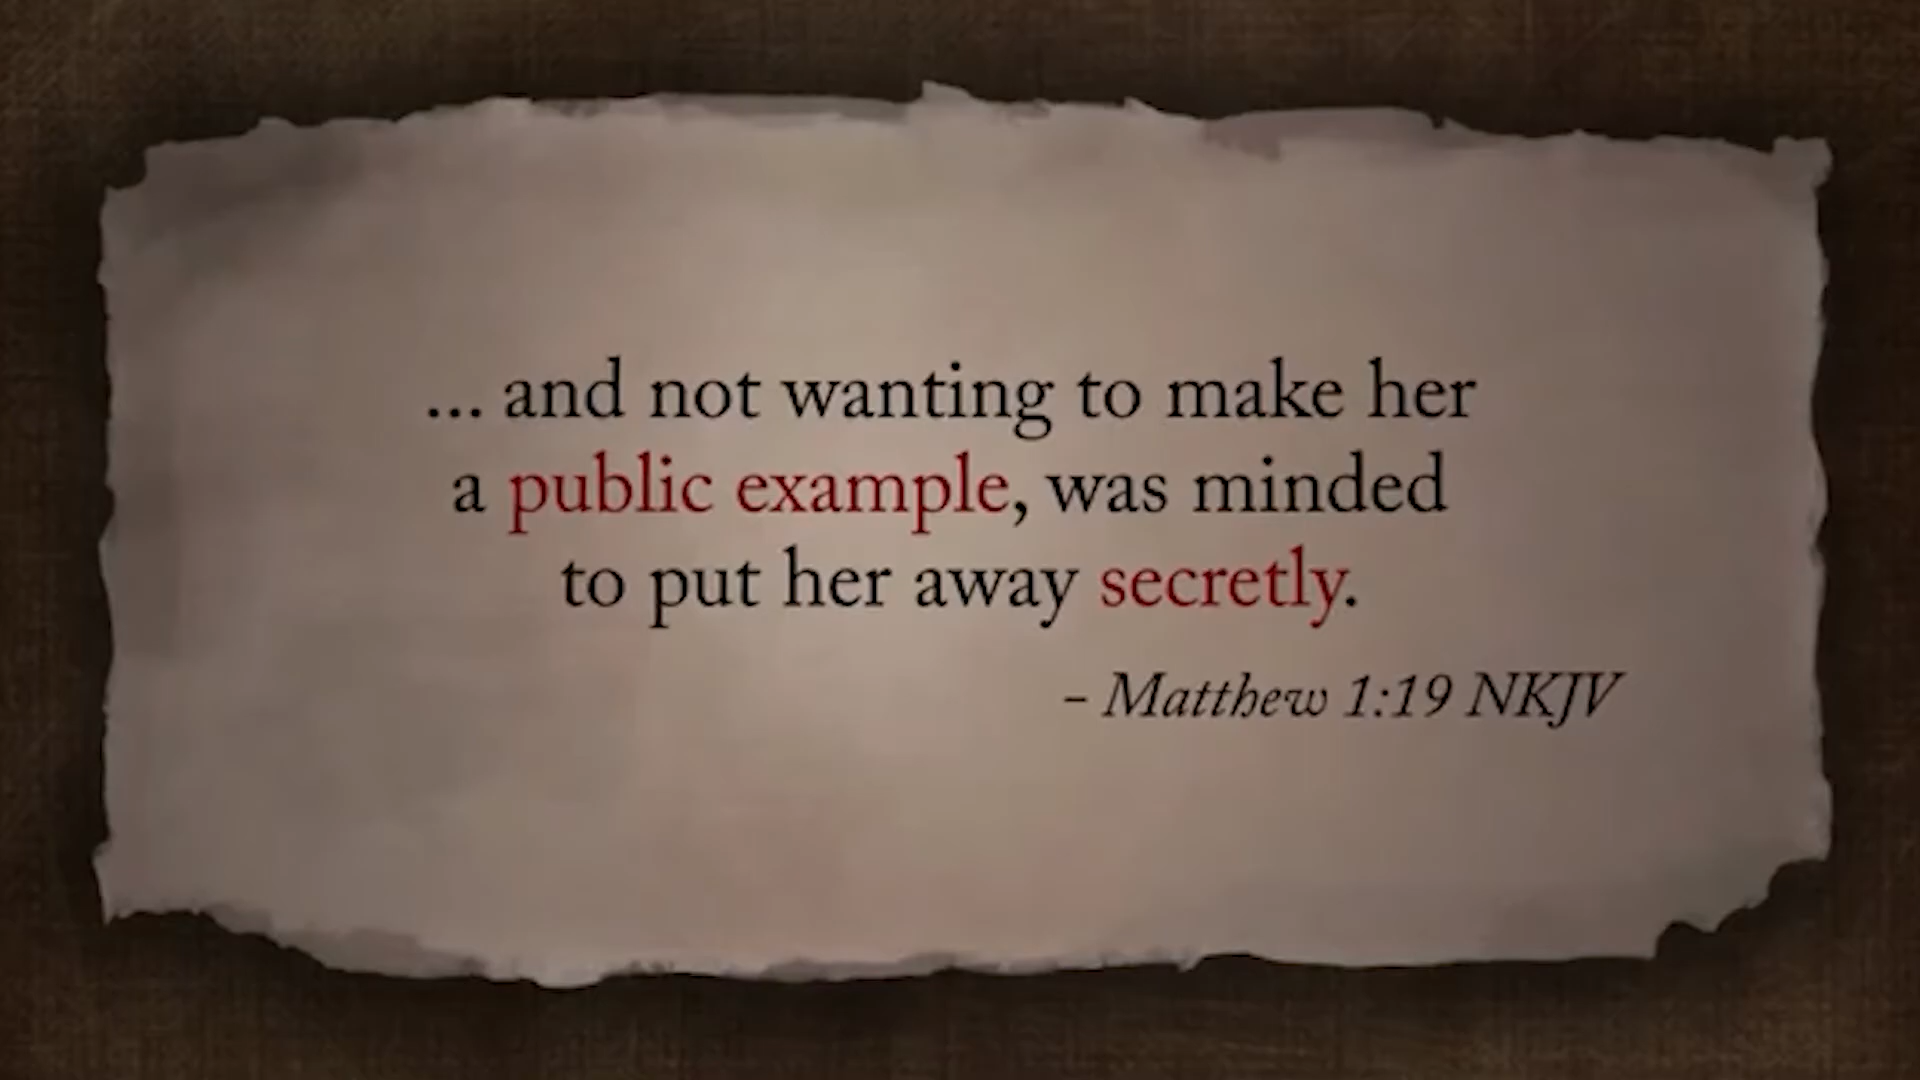 ... and not wanting to make her
a public example, was minded
to put her away secretly.
– Matthew 1:19 NKJV